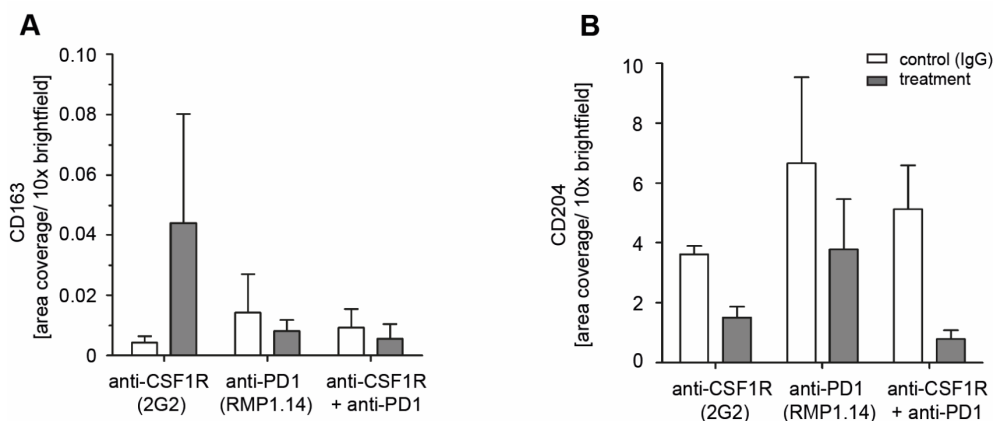 A
CD163
[area coverage/ 10x brightfield]
0.10
0.08
0.06
0.04
0.02
0
anti-CSF1R
(2G2)
anti-PD1
(RMP1.14)
anti-CSF1R
+ anti-PD1
B
control (IgG)
treatment
CD204
[area coverage/ 10x brightfield]
10
8
6
4
2
0
anti-CSF1R
(2G2)
anti-PD1
(RMP1.14)
anti-CSF1R
+ anti-PD1